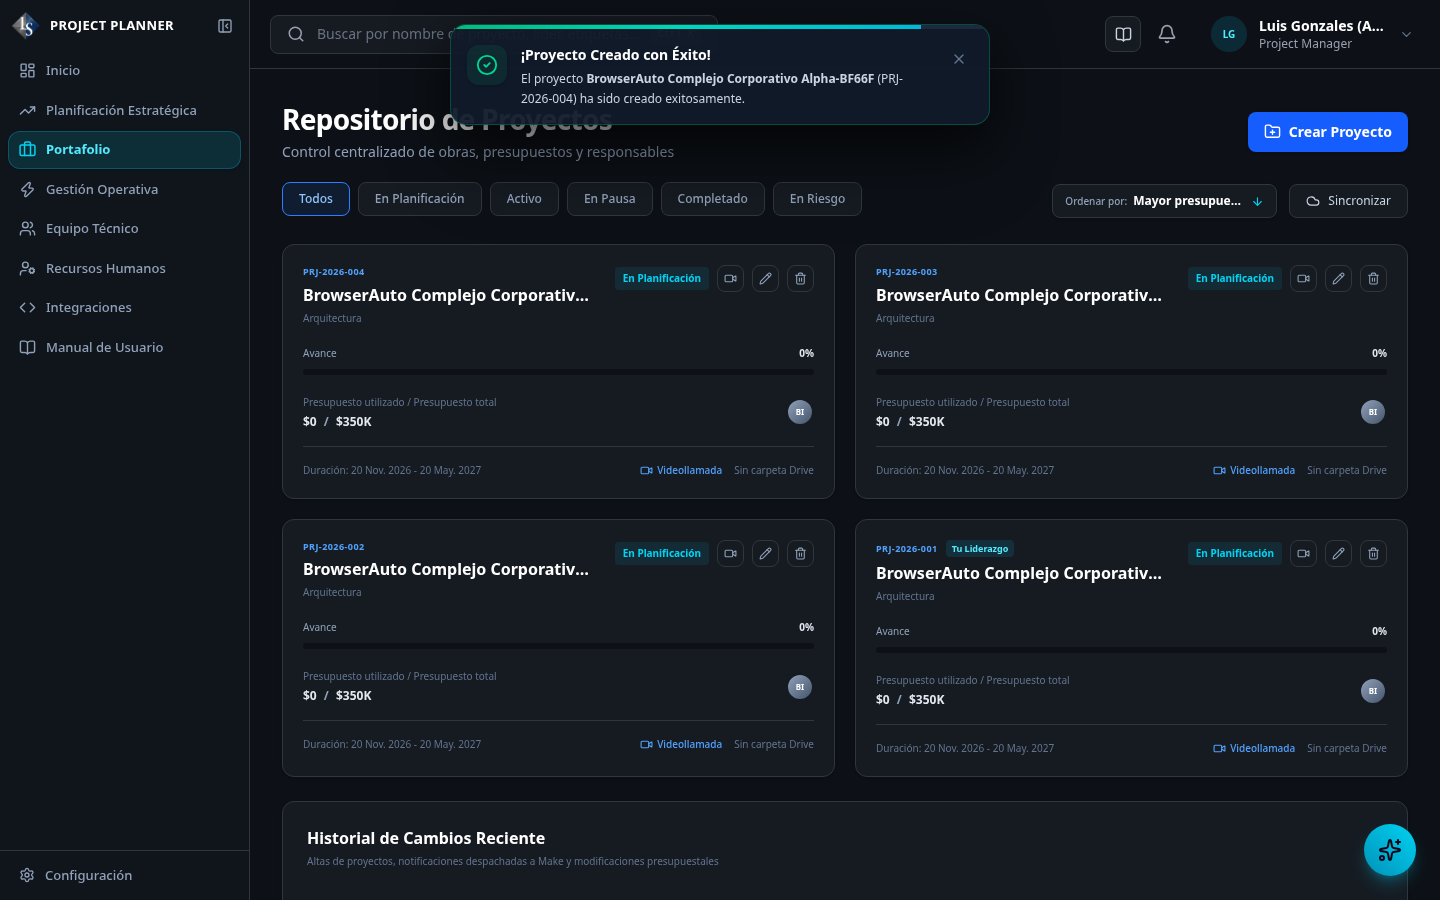 PROJECT PLANNER
Inicio
Planificación Estratégica
Portafolio
Gestión Operativa
Equipo Técnico
Recursos Humanos
Integraciones
Manual de Usuario
Configuración
Buscar por nombre
LG
Luis Gonzales (A...
Project Manager
¡Proyecto Creado con Éxito!
El proyecto BrowserAuto Complejo Corporativo Alpha-BF66F (PRJ-
2026-004) ha sido creado exitosamente.
Repositorio de Proyectos
Control centralizado de obras, presupuestos y responsables
Crear Proyecto
Todos
En Planificación
Activo
En Pausa
Completado
En Riesgo
Ordenar por: Mayor presupue...
Sincronizar
PRJ-2026-004
En Planificación
BrowserAuto Complejo Corporativ...
Arquitectura
Avance 0%
Presupuesto utilizado / Presupuesto total
$0 / $350K
BI
Duración: 20 Nov. 2026 - 20 May. 2027
Videollamada
Sin carpeta Drive
PRJ-2026-003
En Planificación
BrowserAuto Complejo Corporativ...
Arquitectura
Avance 0%
Presupuesto utilizado / Presupuesto total
$0 / $350K
BI
Duración: 20 Nov. 2026 - 20 May. 2027
Videollamada
Sin carpeta Drive
PRJ-2026-002
En Planificación
BrowserAuto Complejo Corporativ...
Arquitectura
Avance 0%
Presupuesto utilizado / Presupuesto total
$0 / $350K
BI
Duración: 20 Nov. 2026 - 20 May. 2027
Videollamada
Sin carpeta Drive
PRJ-2026-001
Tu Liderazgo
En Planificación
BrowserAuto Complejo Corporativ...
Arquitectura
Avance 0%
Presupuesto utilizado / Presupuesto total
$0 / $350K
BI
Duración: 20 Nov. 2026 - 20 May. 2027
Videollamada
Sin carpeta Drive
Historial de Cambios Reciente
Altas de proyectos, notificaciones despachadas a Make y modificaciones presupuestales